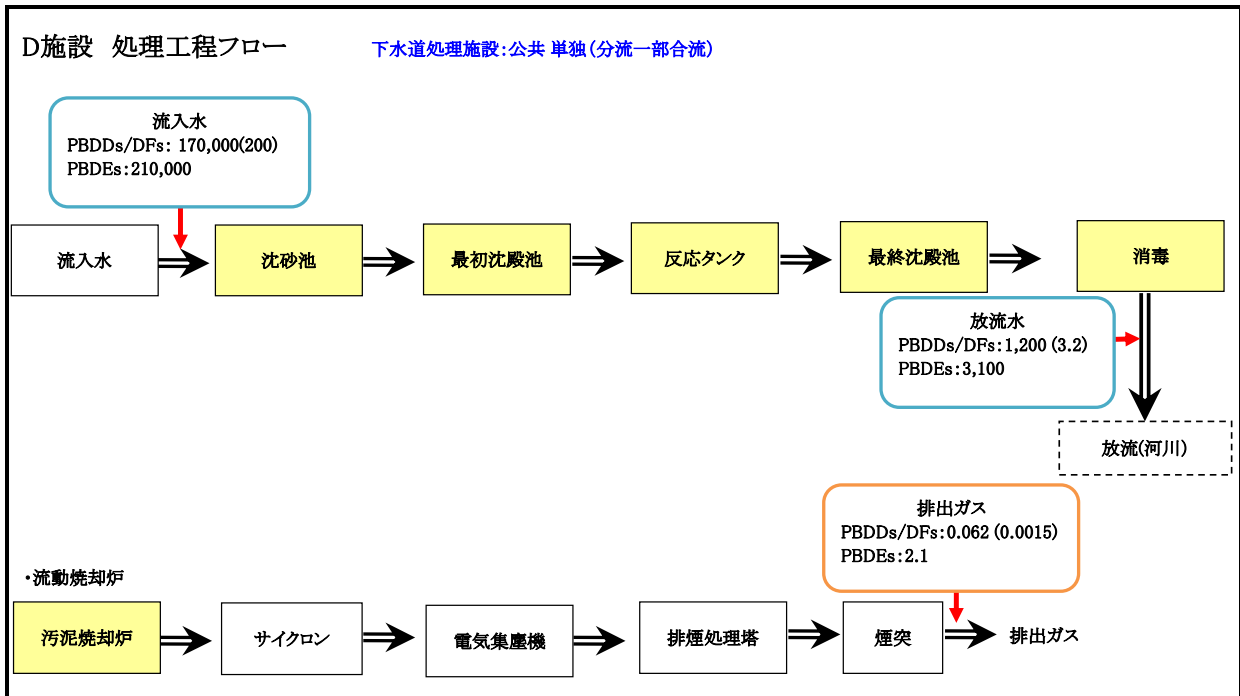 D施設 処理工程フロー
下水道処理施設:公共 単独(分流一部合流)
流入水
PBDDs/DFs: 170,000(200)
PBDEs:210,000
流入水
沈砂池
最初沈殿池
反応タンク
最終沈殿池
消毒
放流水
PBDDs/DFs:1,200 (3.2)
PBDEs:3,100
放流(河川)
排出ガス
PBDDs/DFs:0.062 (0.0015)
PBDEs:2.1
・流動焼却炉
汚泥焼却炉
サイクロン
電気集塵機
排煙処理塔
煙突
排出ガス